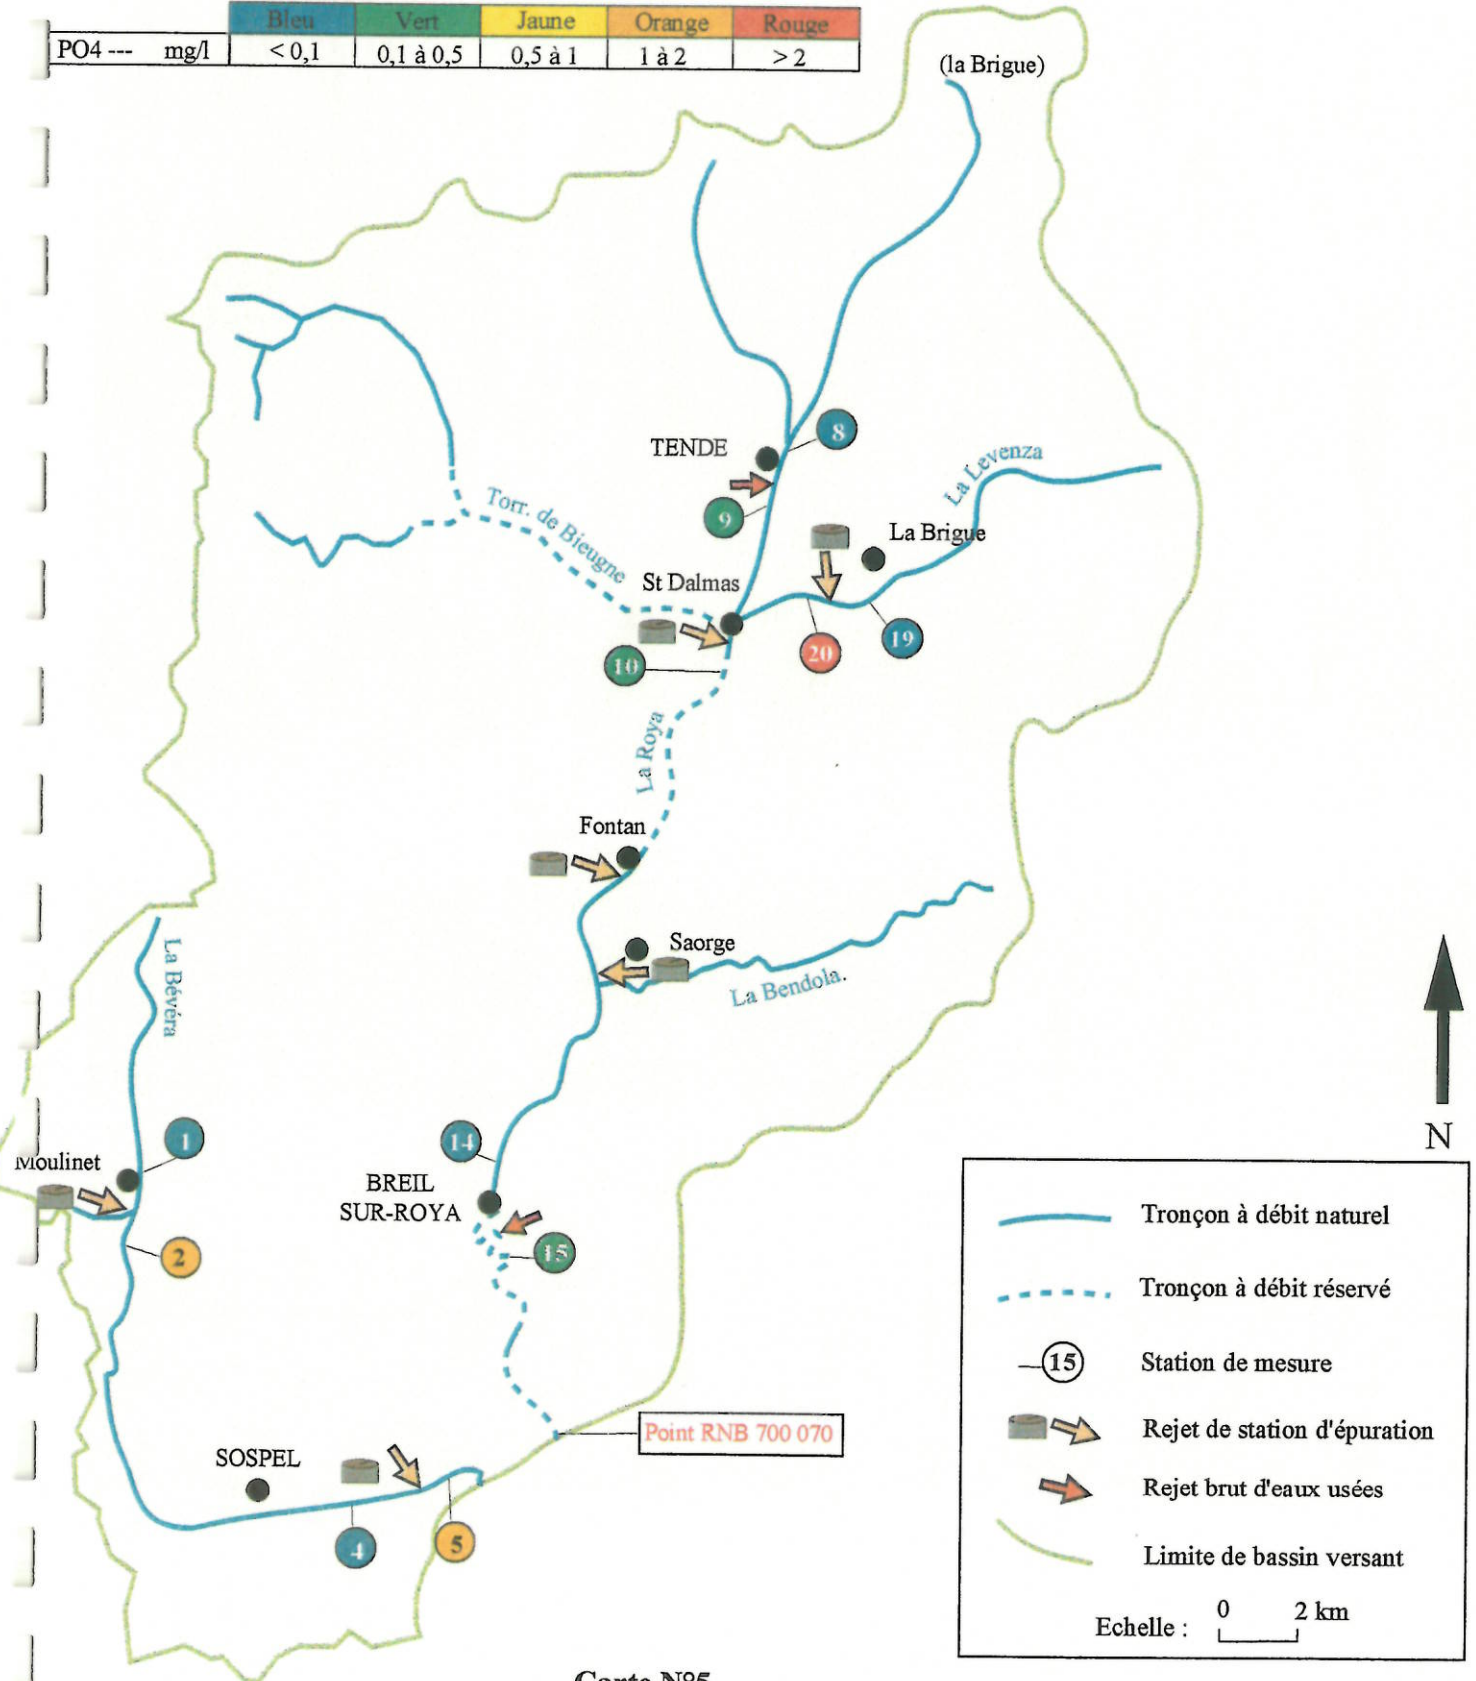 Bleu Vert Jaune Orange Rouge
PO4 --- mg/l < 0,1 0,1 à 0,5 0,5 à 1 1 à 2 > 2
(la Brigue)
8
TENDE
La Levenza
9
Torr. de Bieugne
La Brigue
St Dalmas
19
20
10
La Roya
Fontan
Saorge
La Bendola.
La Bévéra
1
14
Moulinet
BREIL
SUR-ROYA
2
15
Point RNB 700 070
SOSPEL
4
5
N
Tronçon à débit naturel
Tronçon à débit réservé
15 Station de mesure
Rejet de station d'épuration
Rejet brut d'eaux usées
Limite de bassin versant
Echelle : 0 2 km
Carte N°5